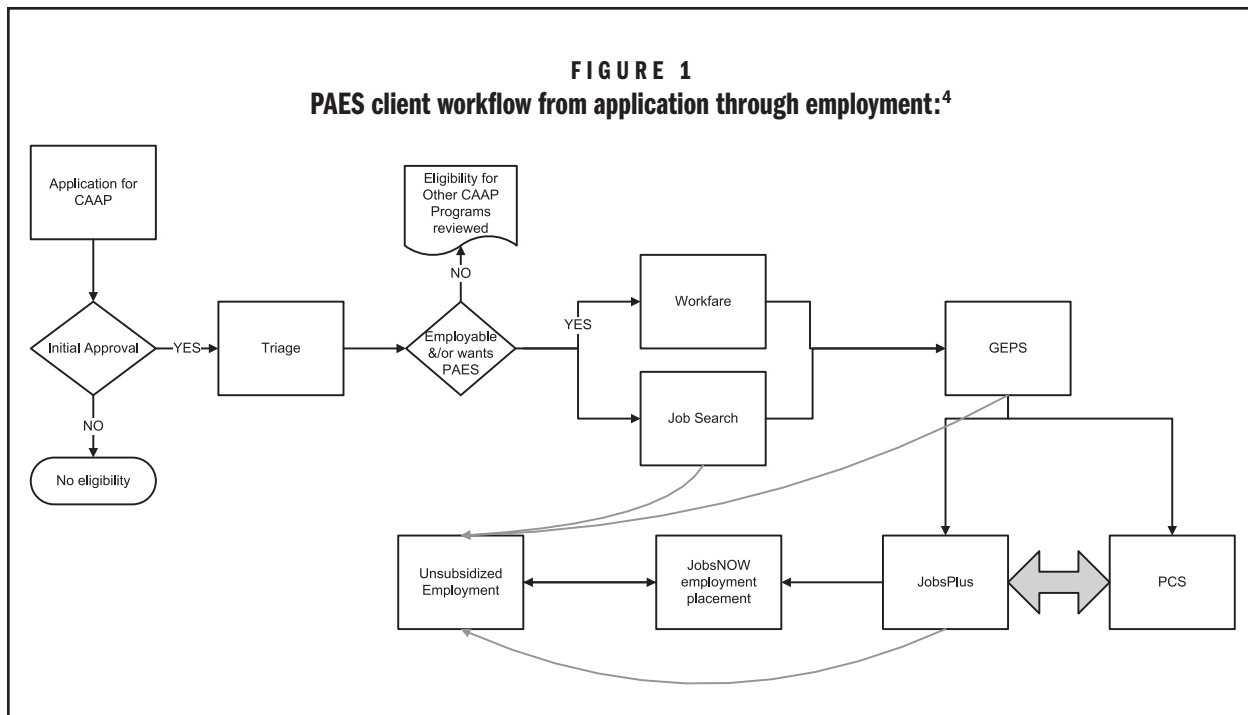 FIGURE 1
PAES client workflow from application through employment:4
Application for
CAAP
Initial Approval
YES
NO
No eligibility
Triage
Eligibility for
Other CAAP
Programs
reviewed
NO
Employable
&/or wants
PAES
YES
Workfare
Job Search
GEPS
Unsubsidized
Employment
JobsNOW
employment
placement
JobsPlus
PCS